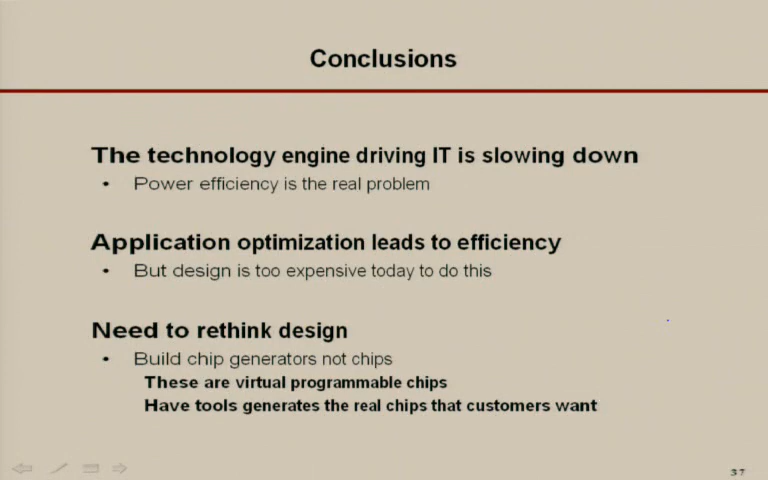 Conclusions
The technology engine driving IT is slowing down
• Power efficiency is the real problem
Application optimization leads to efficiency
• But design is too expensive today to do this
Need to rethink design
• Build chip generators not chips
These are virtual programmable chips
Have tools generates the real chips that customers want
37